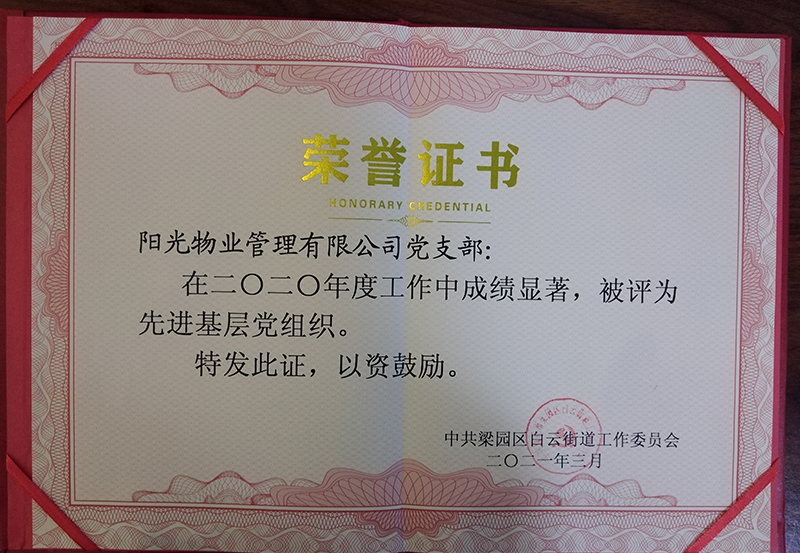 荣誉证书
HONORARY CREDENTIAL
阳光物业管理有限公司党支部:
在二〇二〇年度工作中成绩显著，被评为
先进基层党组织。
特发此证，以资鼓励。
中共梁园区白云街道工作委员会
二〇二一年三月